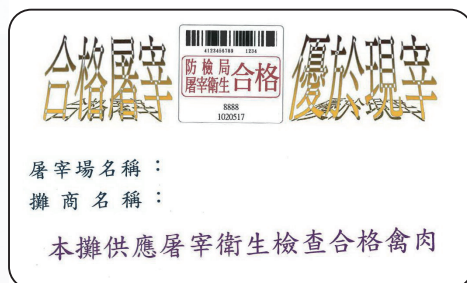 合格屠宰
4123456789 1234
防檢局
屠宰衛生合格
8888
1020517
優於現宰
屠宰場名稱：
攤商名稱：
本攤供應屠宰衛生檢查合格禽肉